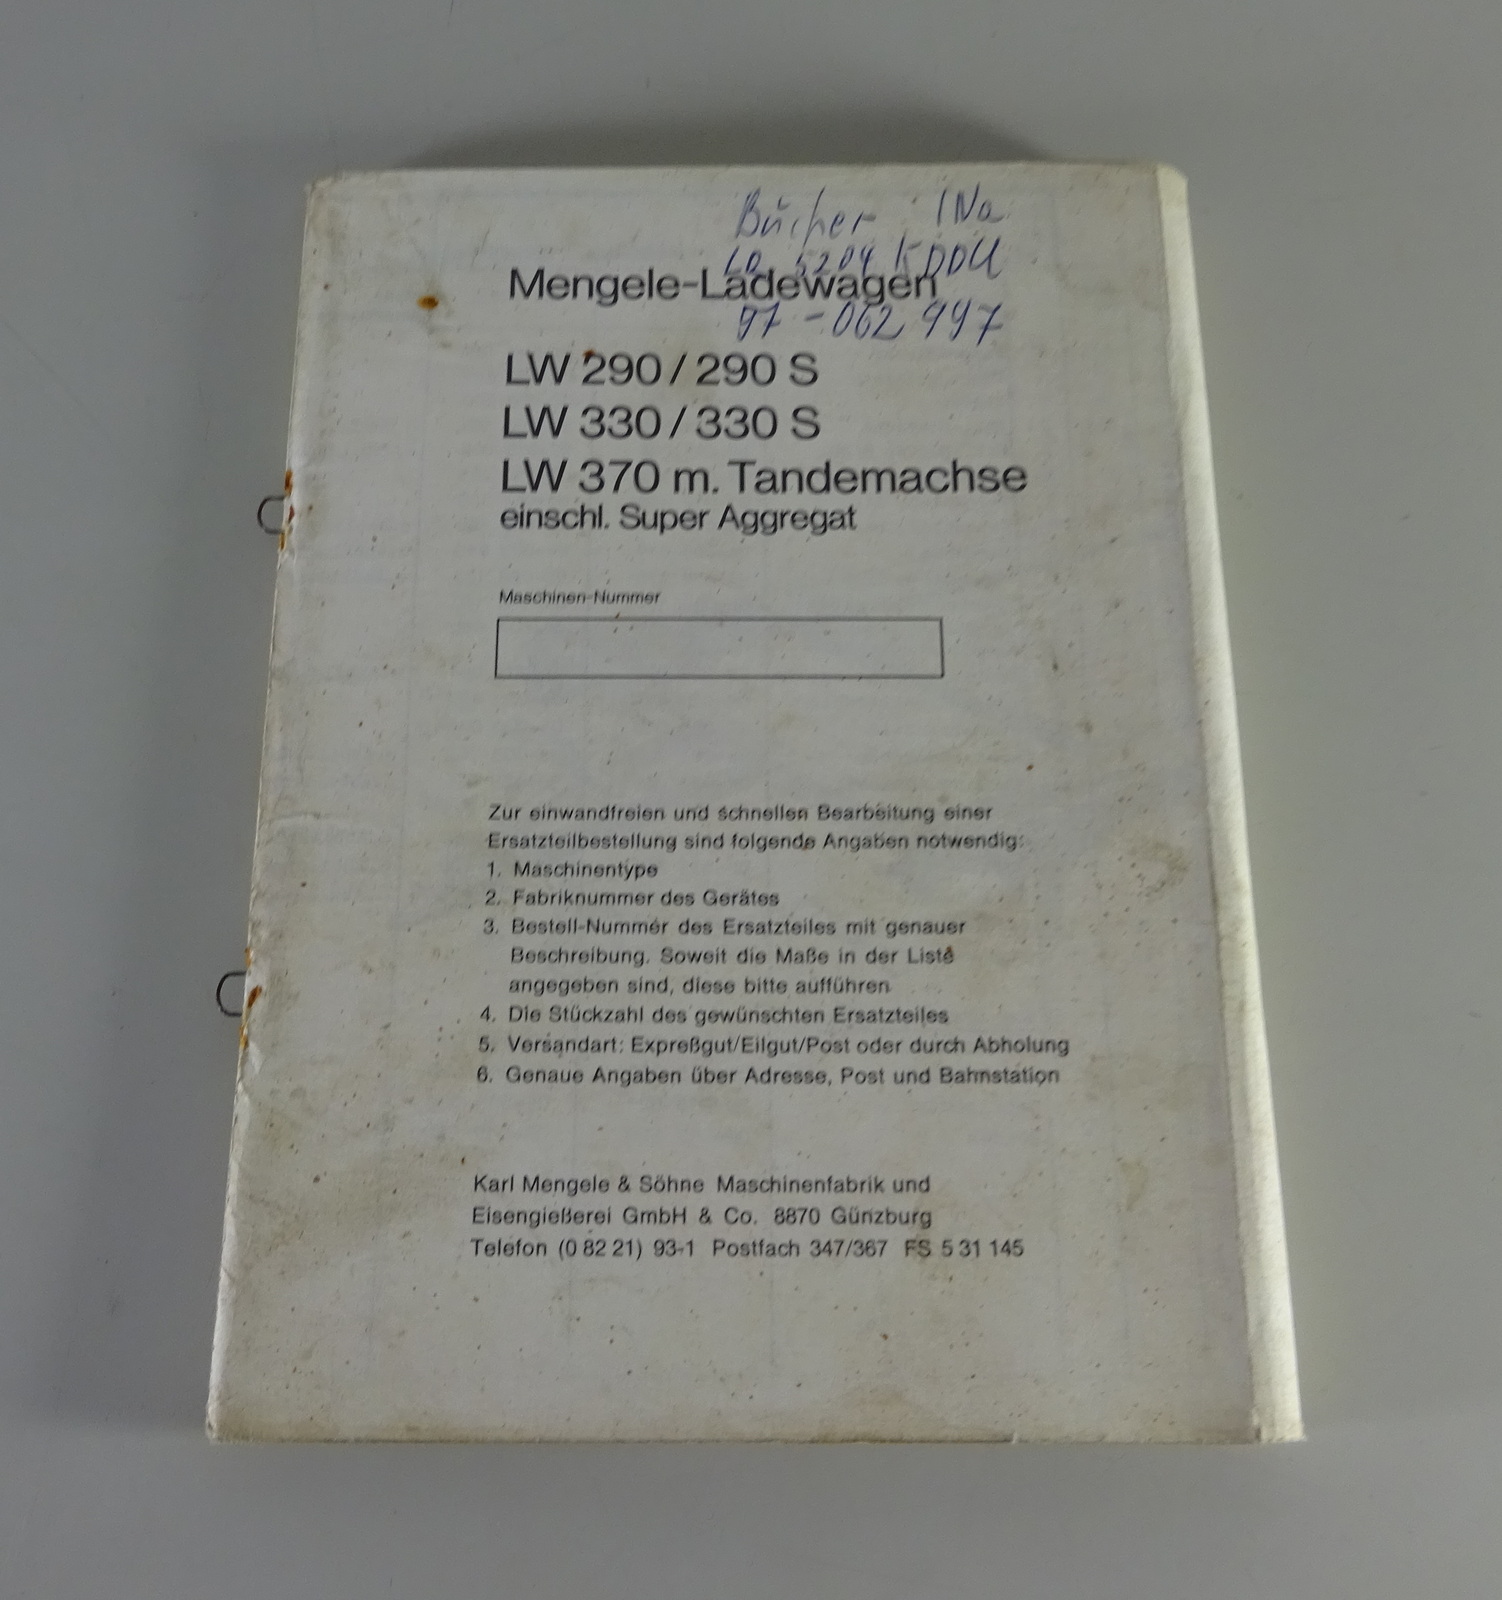 Bücher INa
Mengele-Ladewagen
97-062 997
LW 290/290 S
LW 330/330 S
LW 370 m. Tandemachse
einschl. Super Aggregat
Maschinen-Nummer
Zur einwandfreien und schnellen Bearbeitung einer
Ersatzteilbestellung sind folgende Angaben notwendig:
1. Maschinentype
2. Fabriknummer des Gerätes
3. Bestell-Nummer des Ersatzteiles mit genauer
Beschreibung. Soweit die Maße in der Liste
angegeben sind, diese bitte aufführen
4. Die Stückzahl des gewünschten Ersatzteiles
5. Versandart: Expreßgut/Eilgut/Post oder durch Abholung
6. Genaue Angaben über Adresse, Post und Bahnstation
Karl Mengele & Söhne Maschinenfabrik und
Eisengießerei GmbH & Co. 8870 Günzburg
Telefon (0 82 21) 93-1 Postfach 347/367 FS 5 31 145